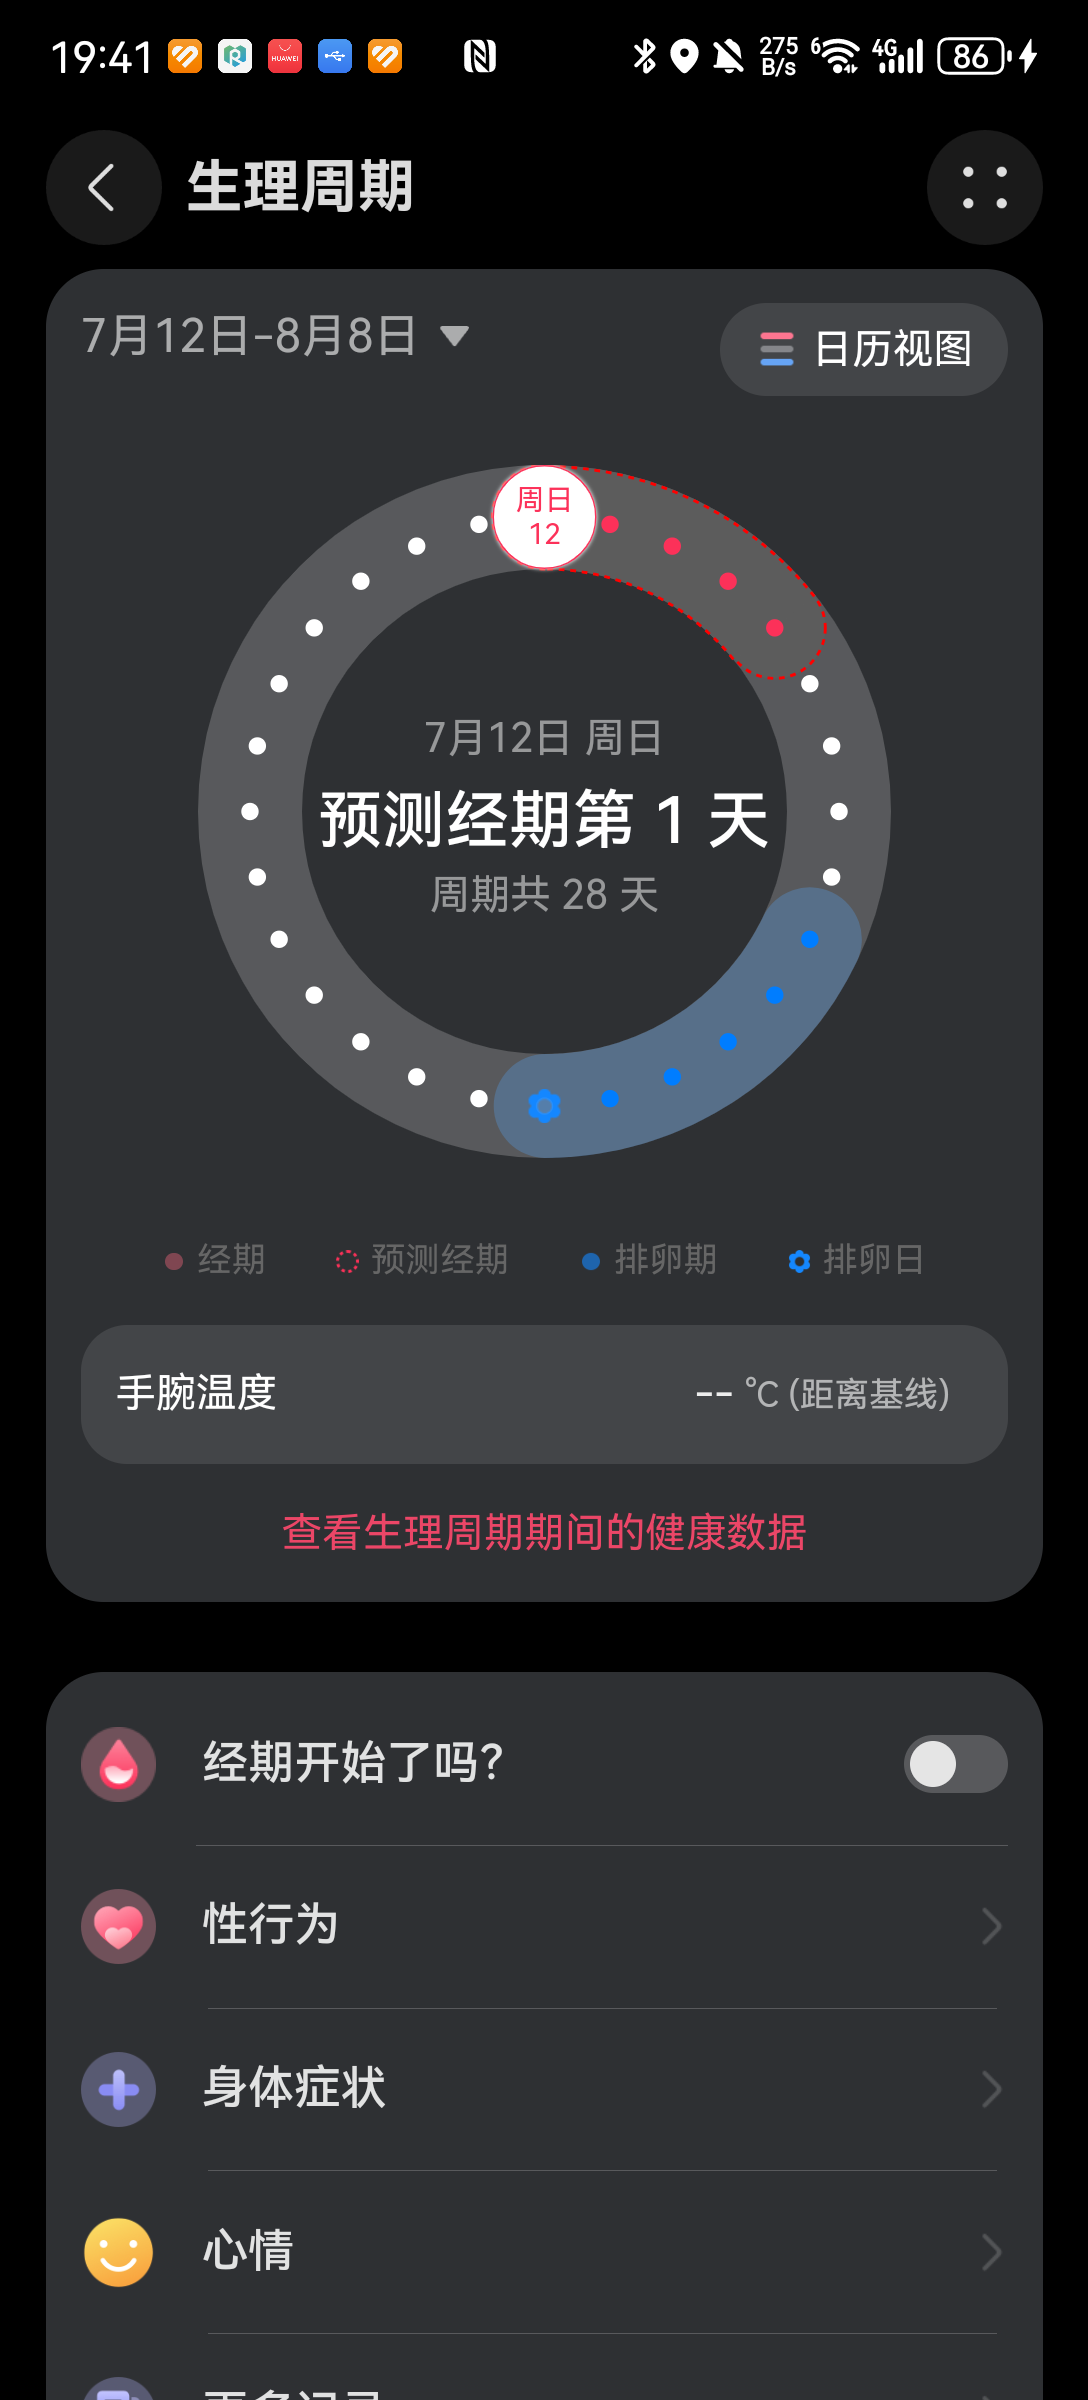 19:41
HUAWEI
275 B/s
6
4G
86
生理周期
7月12日-8月8日
日历视图
周日
12
7月12日 周日
预测经期第 1 天
周期共 28 天
经期 预测经期 排卵期 排卵日
手腕温度
-- °C (距离基线)
查看生理周期期间的健康数据
经期开始了吗?
性行为
身体症状
心情